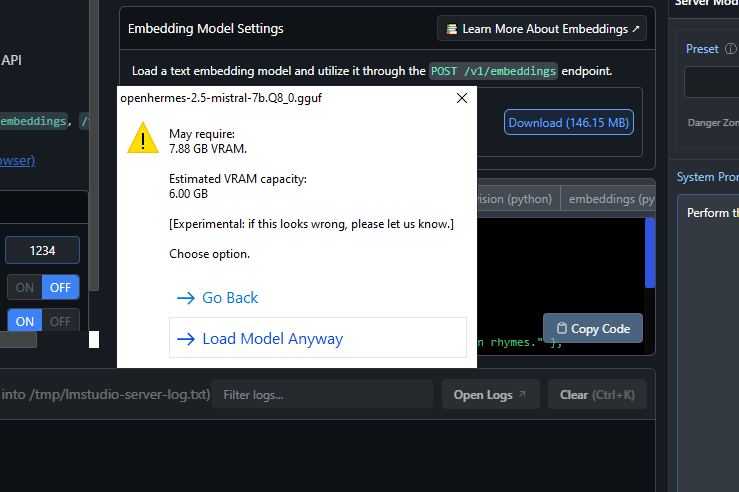 Server Mod
Embedding Model Settings
Learn More About Embeddings ↗
Preset
API
Load a text embedding model and utilize it through the POST /v1/embeddings endpoint.
openhermes-2.5-mistral-7b.Q8_0.gguf
embeddings, /
Download (146.15 MB)
Danger Zon
May require:
7.88 GB VRAM.
owser)
Estimated VRAM capacity:
6.00 GB
System Pror
ision (python)
embeddings (py
Perform th
[Experimental: if this looks wrong, please let us know.]
1234
Choose option.
ON OFF
Go Back
ON OFF
Copy Code
Load Model Anyway
n rhymes." },
into /tmp/lmstudio-server-log.txt)
Filter logs...
Open Logs ↗
Clear (Ctrl+K)